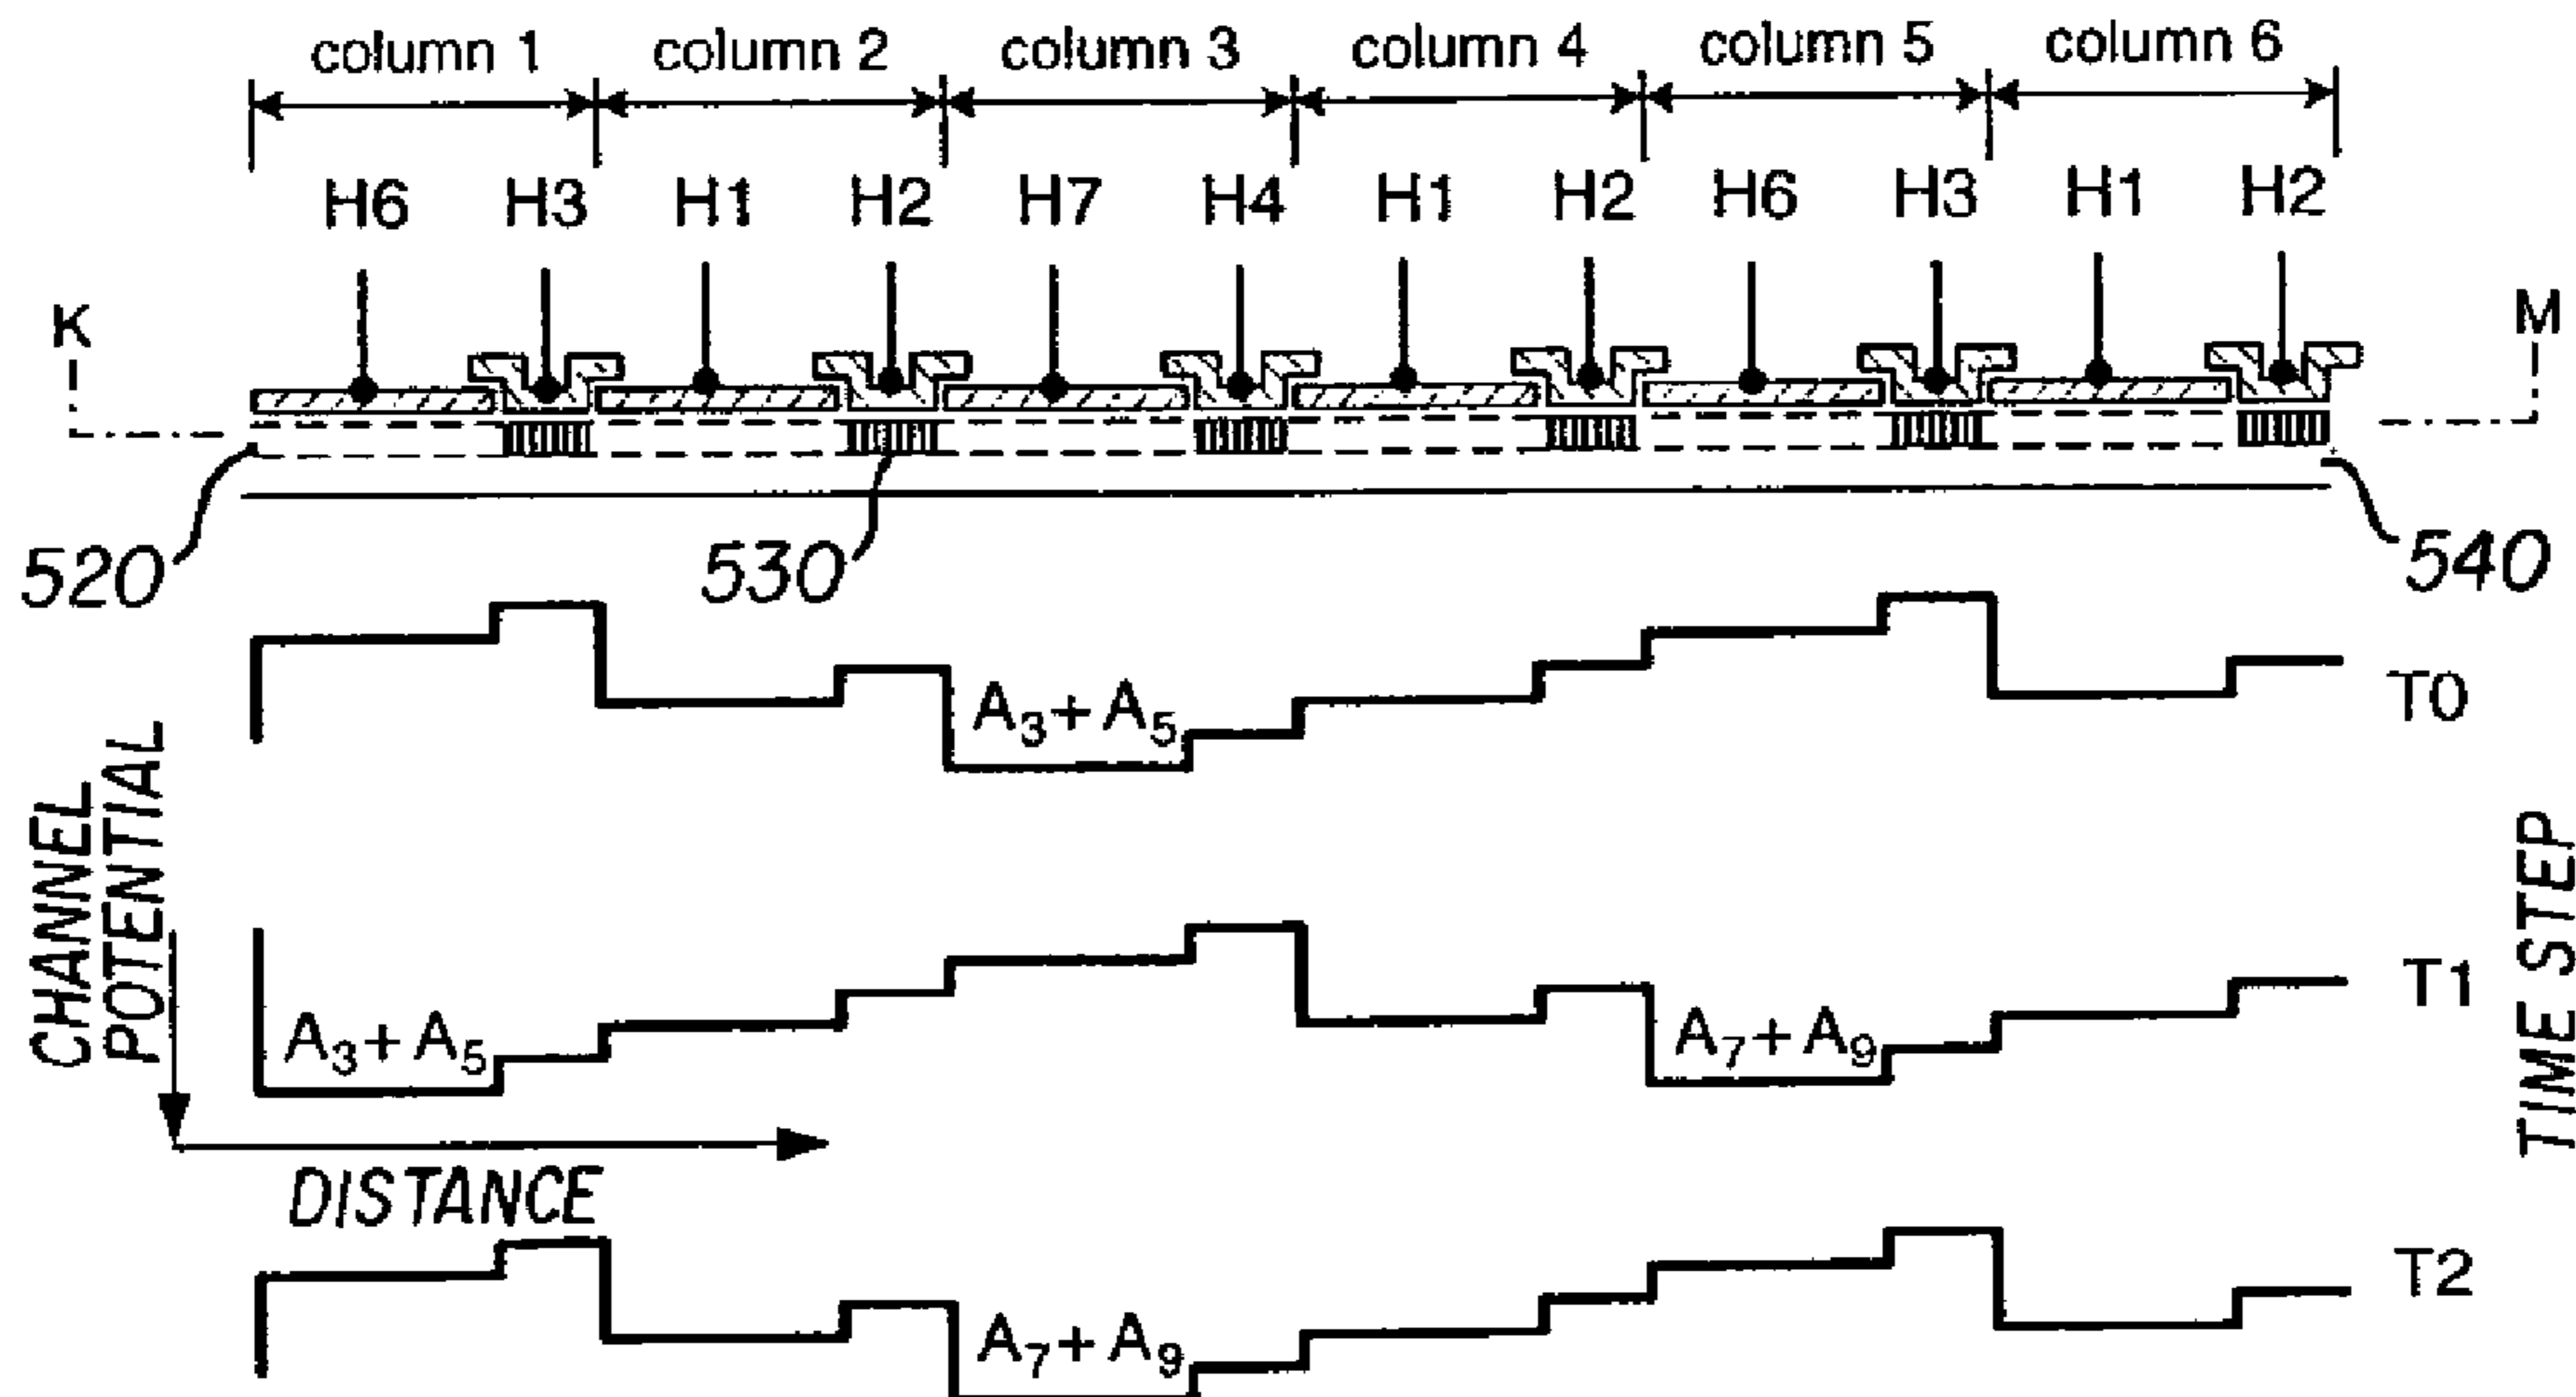 column 1 column 2 column 3 column 4 column 5 column 6
H6 H3 H1 H2 H7 H4 H1 H2 H6 H3 H1 H2
K M
520 530 540
A₃+A₅ T0
CHANNEL
POTENTIAL
TIME STEP
A₃+A₅ A₇+A₉ T1
DISTANCE
A₇+A₉ T2